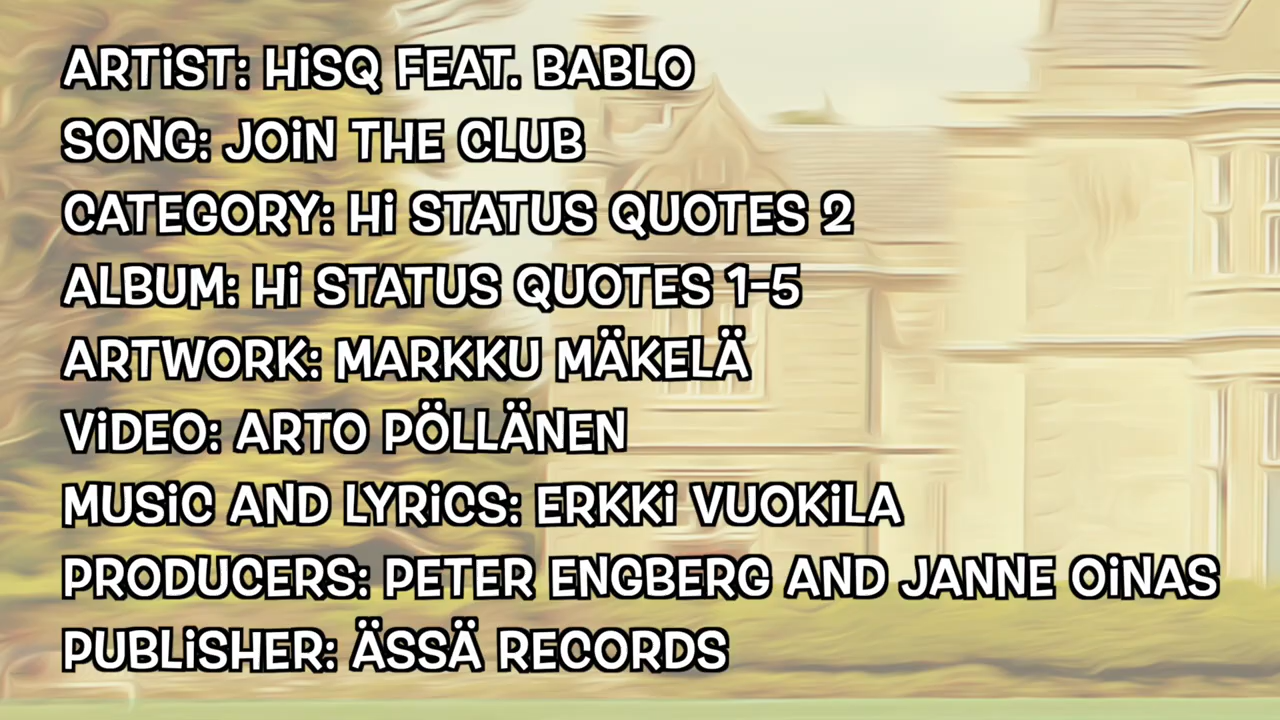 ARTiST: HiSQ FEAT. BABLO
SONG: JOiN THE CLUB
CATEGORY: Hi STATUS QUOTES 2
ALBUM: Hi STATUS QUOTES 1-5
ARTWORK: MARKKU MÄKELÄ
ViDEO: ARTO PÖLLÄNEN
MUSiC AND LYRiCS: ERKKi VUOKiLA
PRODUCERS: PETER ENGBERG AND JANNE OiNAS
PUBLiSHER: ÄSSÄ RECORDS